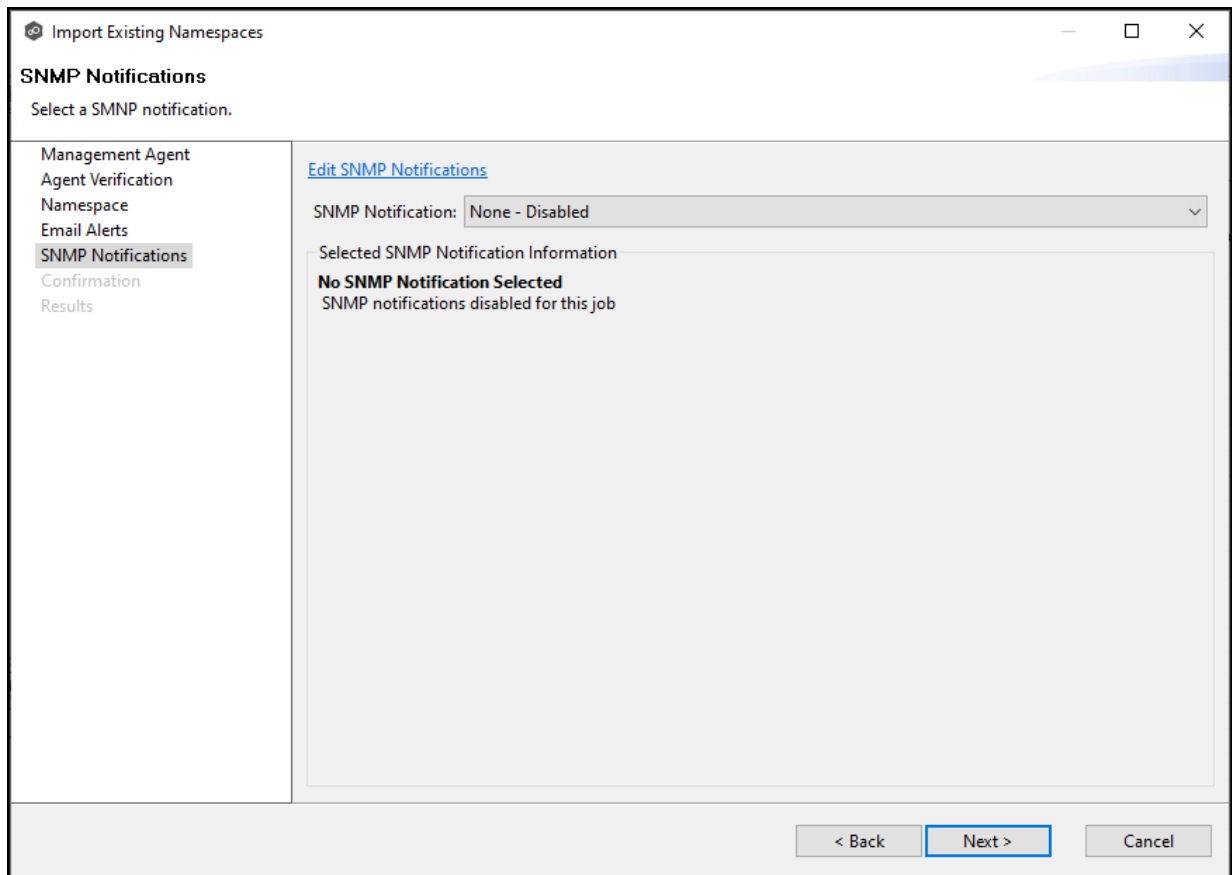 Import Existing Namespaces
SNMP Notifications
Select a SMNP notification.
Management Agent
Agent Verification
Namespace
Email Alerts
SNMP Notifications
Confirmation
Results
Edit SNMP Notifications
SNMP Notification: None - Disabled
Selected SNMP Notification Information
No SNMP Notification Selected
SNMP notifications disabled for this job
< Back Next > Cancel